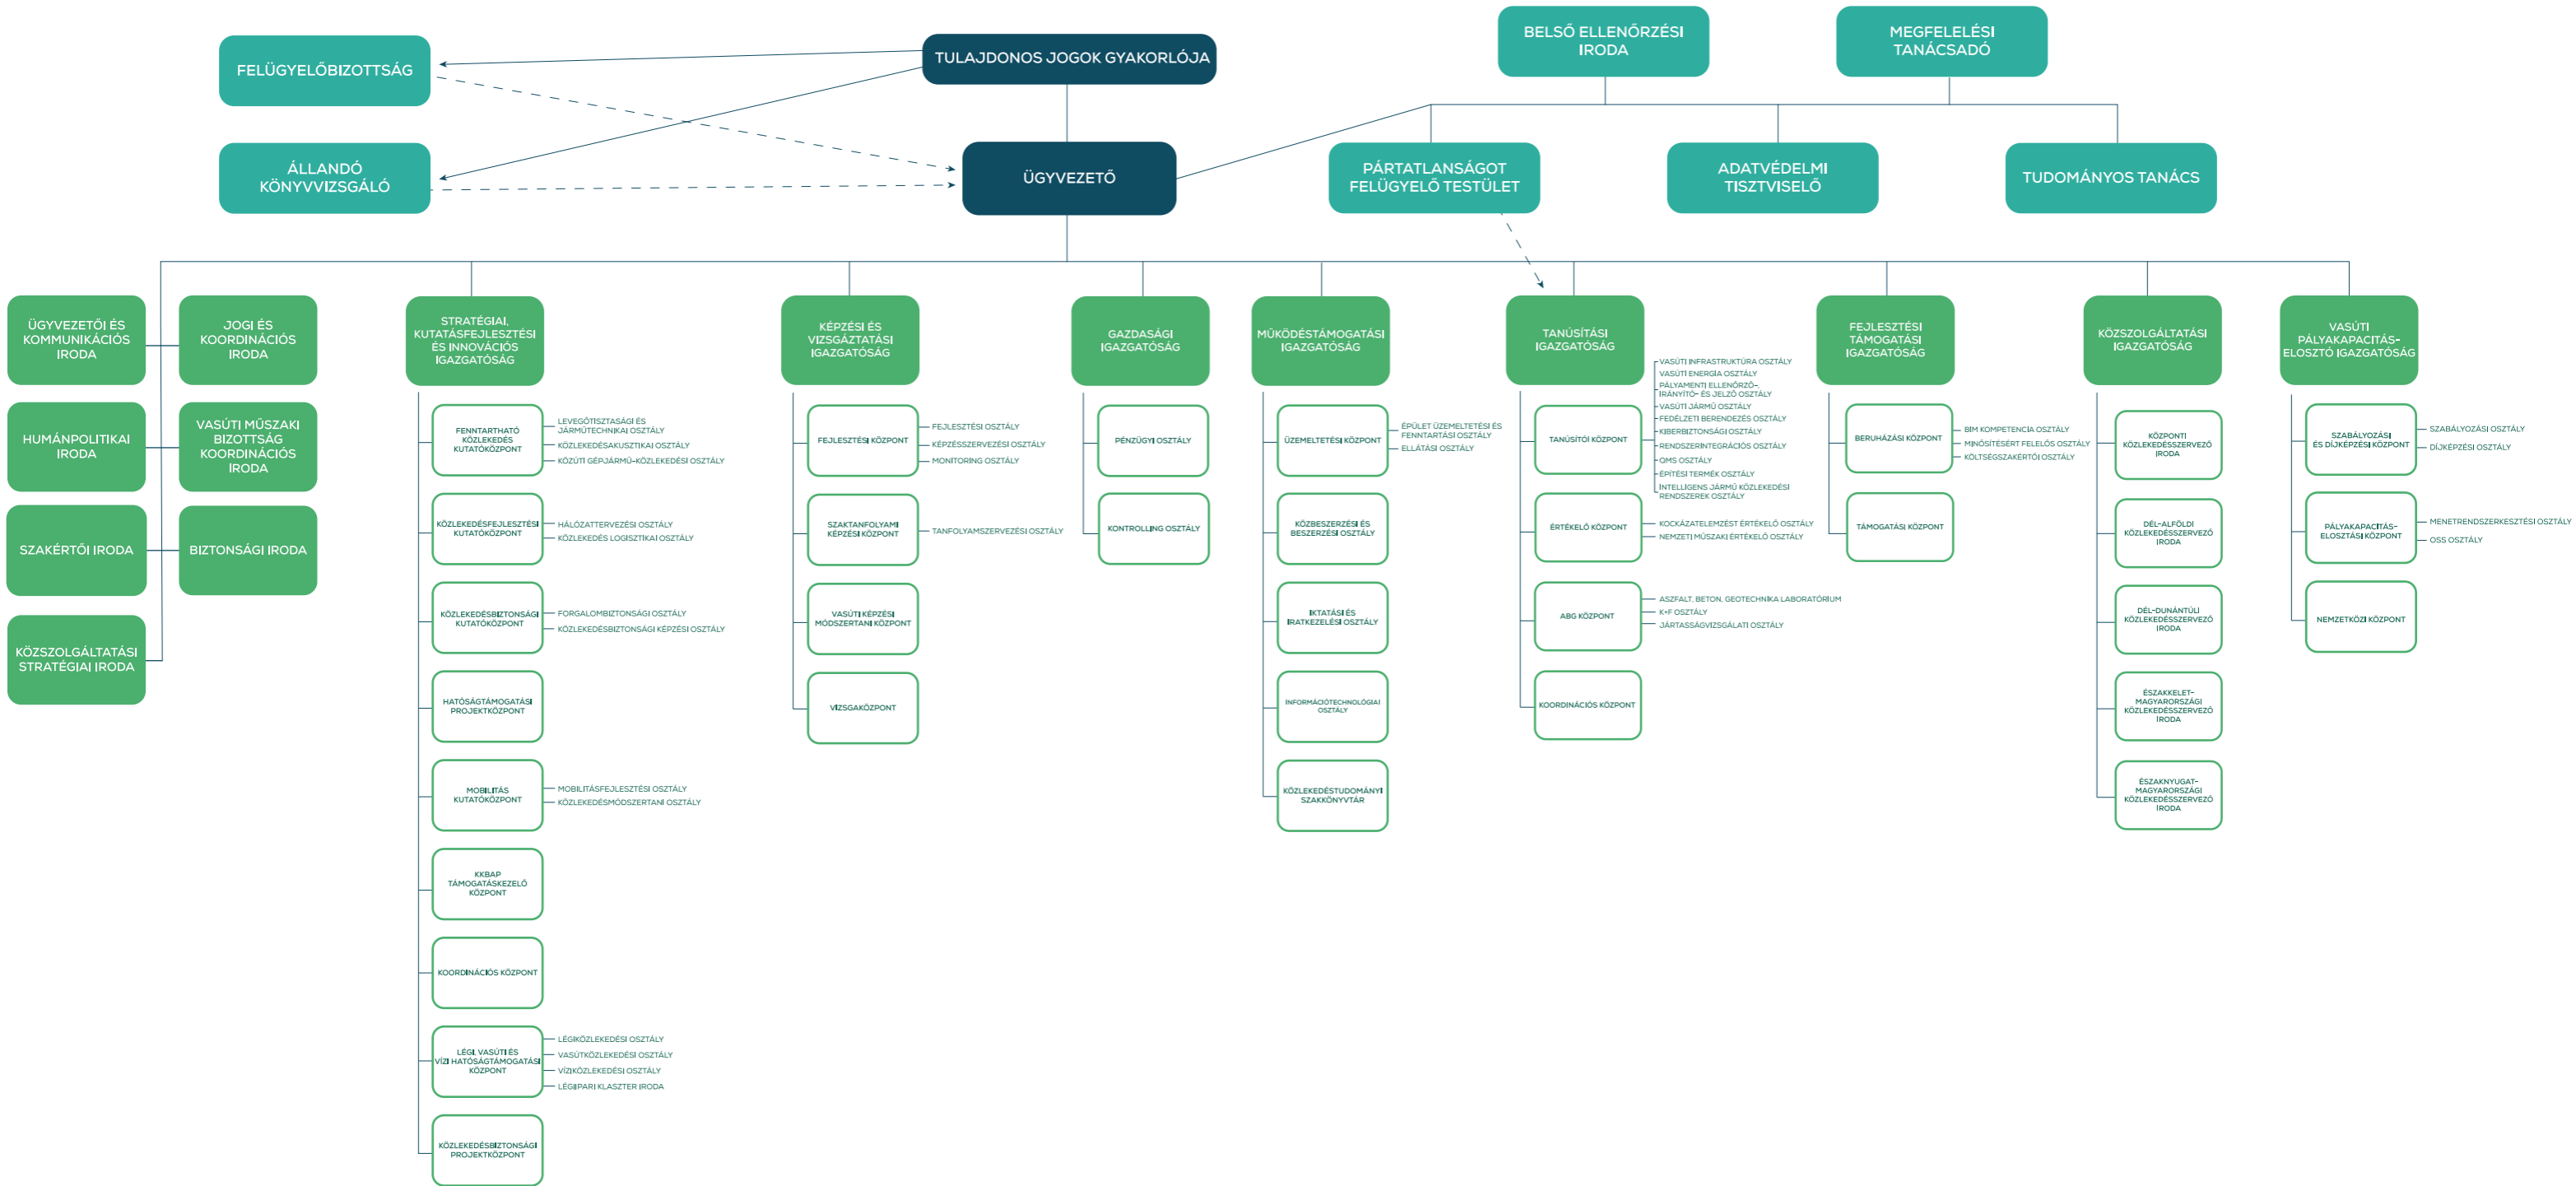 FELÜGYELŐBIZOTTSÁG
TULAJDONOS JOGOK GYAKORLÓJA
BELSŐ ELLENŐRZÉSI
IRODA
MEGFELELÉSI
TANÁCSADÓ
ÁLLANDÓ
KÖNYVVIZSGÁLÓ
ÜGYVEZETŐ
PÁRTATLANSÁGOT
FELÜGYELŐ TESTÜLET
ADATVÉDELMI
TISZTVISELŐ
TUDOMÁNYOS TANÁCS
ÜGYVEZETŐI ÉS
KOMMUNIKÁCIÓS
IRODA
JOGI ÉS
KOORDINÁCIÓS
IRODA
HUMÁNPOLITIKAI
IRODA
VASÚTI MŰSZAKI
BIZOTTSÁG
KOORDINÁCIÓS
IRODA
SZAKÉRTŐI IRODA
BIZTONSÁGI IRODA
KÖZSZOLGÁLTATÁSI
STRATÉGIAI IRODA
STRATÉGIAI,
KUTATÁSFEJLESZTÉSI
ÉS INNOVÁCIÓS
IGAZGATÓSÁG
FENNTARTHATÓ
KÖZLEKEDÉS
KUTATÓKÖZPONT
LEVEGŐTISZTASÁGI ÉS
JÁRMŰTECHNIKAI OSZTÁLY
KÖZLEKEDÉSAKUSZTIKAI OSZTÁLY
KÖZÚTI GÉPJÁRMŰ-KÖZLEKEDÉSI OSZTÁLY
KÖZLEKEDÉSFEJLESZTÉSI
KUTATÓKÖZPONT
HÁLÓZATTERVEZÉSI OSZTÁLY
KÖZLEKEDÉS LOGISZTIKAI OSZTÁLY
KÖZLEKEDÉSBIZTONSÁGI
KUTATÓKÖZPONT
FORGALOMBIZTONSÁGI OSZTÁLY
KÖZLEKEDÉSBIZTONSÁGI KÉPZÉSI OSZTÁLY
HATÓSÁGTÁMOGATÁSI
PROJEKTKÖZPONT
MOBILITÁS
KUTATÓKÖZPONT
MOBILITÁSFEJLESZTÉSI OSZTÁLY
KÖZLEKEDÉSMÓDSZERTANI OSZTÁLY
KKBAP
TÁMOGATÁSKEZELŐ
KÖZPONT
KOORDINÁCIÓS KÖZPONT
LÉGI, VASÚTI ÉS
VÍZI HATÓSÁGTÁMOGATÁSI
KÖZPONT
LÉGIKÖZLEKEDÉSI OSZTÁLY
VASÚTKÖZLEKEDÉSI OSZTÁLY
VÍZIKÖZLEKEDÉSI OSZTÁLY
LÉGIIPARI KLASZTER IRODA
KÖZLEKEDÉSBIZTONSÁGI
PROJEKTKÖZPONT
KÉPZÉSI ÉS
VIZSGÁZTATÁSI
IGAZGATÓSÁG
FEJLESZTÉSI KÖZPONT
FEJLESZTÉSI OSZTÁLY
KÉPZÉSSZERVEZÉSI OSZTÁLY
MONITORING OSZTÁLY
SZAKTANFOLYAMI
KÉPZÉSI KÖZPONT
TANFOLYAMSZERVEZÉSI OSZTÁLY
VASÚTI KÉPZÉSI
MÓDSZERTANI KÖZPONT
VIZSGAKÖZPONT
GAZDASÁGI
IGAZGATÓSÁG
PÉNZÜGYI OSZTÁLY
KONTROLLING OSZTÁLY
MŰKÖDÉSTÁMOGATÁSI
IGAZGATÓSÁG
ÜZEMELTETÉSI KÖZPONT
ÉPÜLET ÜZEMELTETÉSI ÉS
FENNTARTÁSI OSZTÁLY
ELLÁTÁSI OSZTÁLY
KÖZBESZERZÉSI ÉS
BESZERZÉSI OSZTÁLY
IKTATÁSI ÉS
IRATKEZELÉSI OSZTÁLY
INFORMÁCIÓTECHNOLÓGIAI
OSZTÁLY
KÖZLEKEDÉSTUDOMÁNYI
SZAKKÖNYVTÁR
TANÚSÍTÁSI
IGAZGATÓSÁG
TANÚSÍTÓI KÖZPONT
VASÚTI INFRASTRUKTÚRA OSZTÁLY
VASÚTI ENERGIA OSZTÁLY
PÁLYAMENTI ELLENŐRZŐ-,
IRÁNYÍTÓ- ÉS JELZŐ OSZTÁLY
VASÚTI JÁRMŰ OSZTÁLY
FEDÉLZETI BERENDEZÉS OSZTÁLY
KIBERBIZTONSÁGI OSZTÁLY
RENDSZERINTEGRÁCIÓS OSZTÁLY
QMS OSZTÁLY
ÉPÍTÉSI TERMÉK OSZTÁLY
INTELLIGENS JÁRMŰ KÖZLEKEDÉSI
RENDSZEREK OSZTÁLY
ÉRTÉKELŐ KÖZPONT
KOCKÁZATELEMZÉST ÉRTÉKELŐ OSZTÁLY
NEMZETI MŰSZAKI ÉRTÉKELŐ OSZTÁLY
ABG KÖZPONT
ASZFALT, BETON, GEOTECHNIKA LABORATÓRIUM
K+F OSZTÁLY
JÁRTASSÁGVIZSGÁLATI OSZTÁLY
KOORDINÁCIÓS KÖZPONT
FEJLESZTÉSI
TÁMOGATÁSI
IGAZGATÓSÁG
BERUHÁZÁSI KÖZPONT
BIM KOMPETENCIA OSZTÁLY
MINŐSÍTÉSÉRT FELELŐS OSZTÁLY
KÖLTSÉGSZAKÉRTŐI OSZTÁLY
TÁMOGATÁSI KÖZPONT
KÖZSZOLGÁLTATÁSI
IGAZGATÓSÁG
KÖZPONTI
KÖZLEKEDÉSSZERVEZŐ
IRODA
DÉL-ALFÖLDI
KÖZLEKEDÉSSZERVEZŐ
IRODA
DÉL-DUNÁNTÚLI
KÖZLEKEDÉSSZERVEZŐ
IRODA
ÉSZAKKELET-
MAGYARORSZÁGI
KÖZLEKEDÉSSZERVEZŐ
IRODA
ÉSZAKNYUGAT-
MAGYARORSZÁGI
KÖZLEKEDÉSSZERVEZŐ
IRODA
VASÚTI
PÁLYAKAPACITÁS-
ELOSZTÓ IGAZGATÓSÁG
SZABÁLYOZÁSI
ÉS DÍJKÉPZÉSI KÖZPONT
SZABÁLYOZÁSI OSZTÁLY
DÍJKÉPZÉSI OSZTÁLY
PÁLYAKAPACITÁS-
ELOSZTÁSI KÖZPONT
MENETRENDSZERKESZTÉSI OSZTÁLY
OSS OSZTÁLY
NEMZETKÖZI KÖZPONT